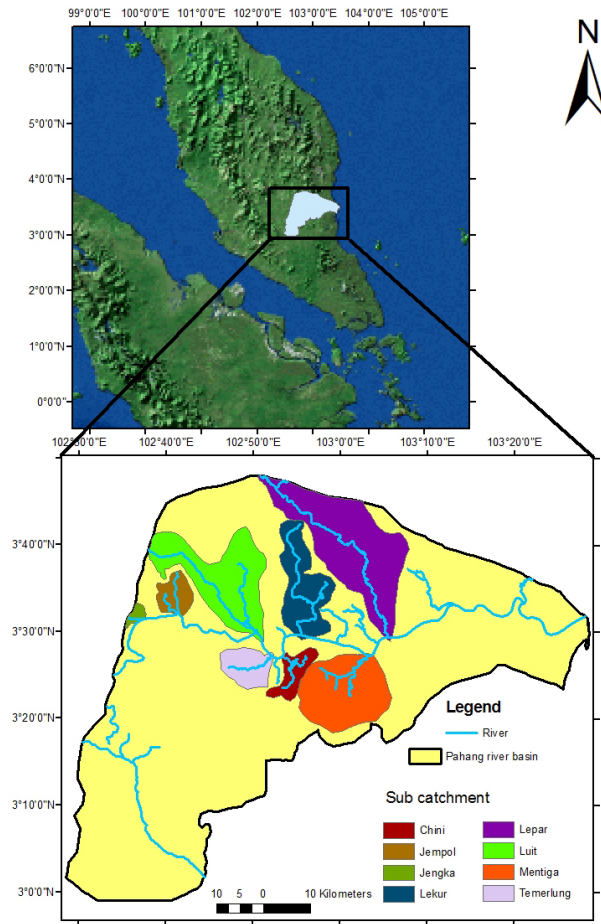 99°0'0"E 100°0'0"E 101°0'0"E 102°0'0"E 103°0'0"E 104°0'0"E 105°0'0"E
N
6°0'0"N
5°0'0"N
4°0'0"N
3°0'0"N
2°0'0"N
1°0'0"N
0°0'0"
102°30'0"E 102°40'0"E 102°50'0"E 103°0'0"E 103°10'0"E 103°20'0"E
3°40'0"N
3°30'0"N
3°20'0"N
3°10'0"N
3°0'0"N
Legend
River
Pahang river basin
Sub catchment
Chini Lepar
Jempol Luit
Jengka Mentiga
Lekur Temerlung
10 5 0 10 Kilometers